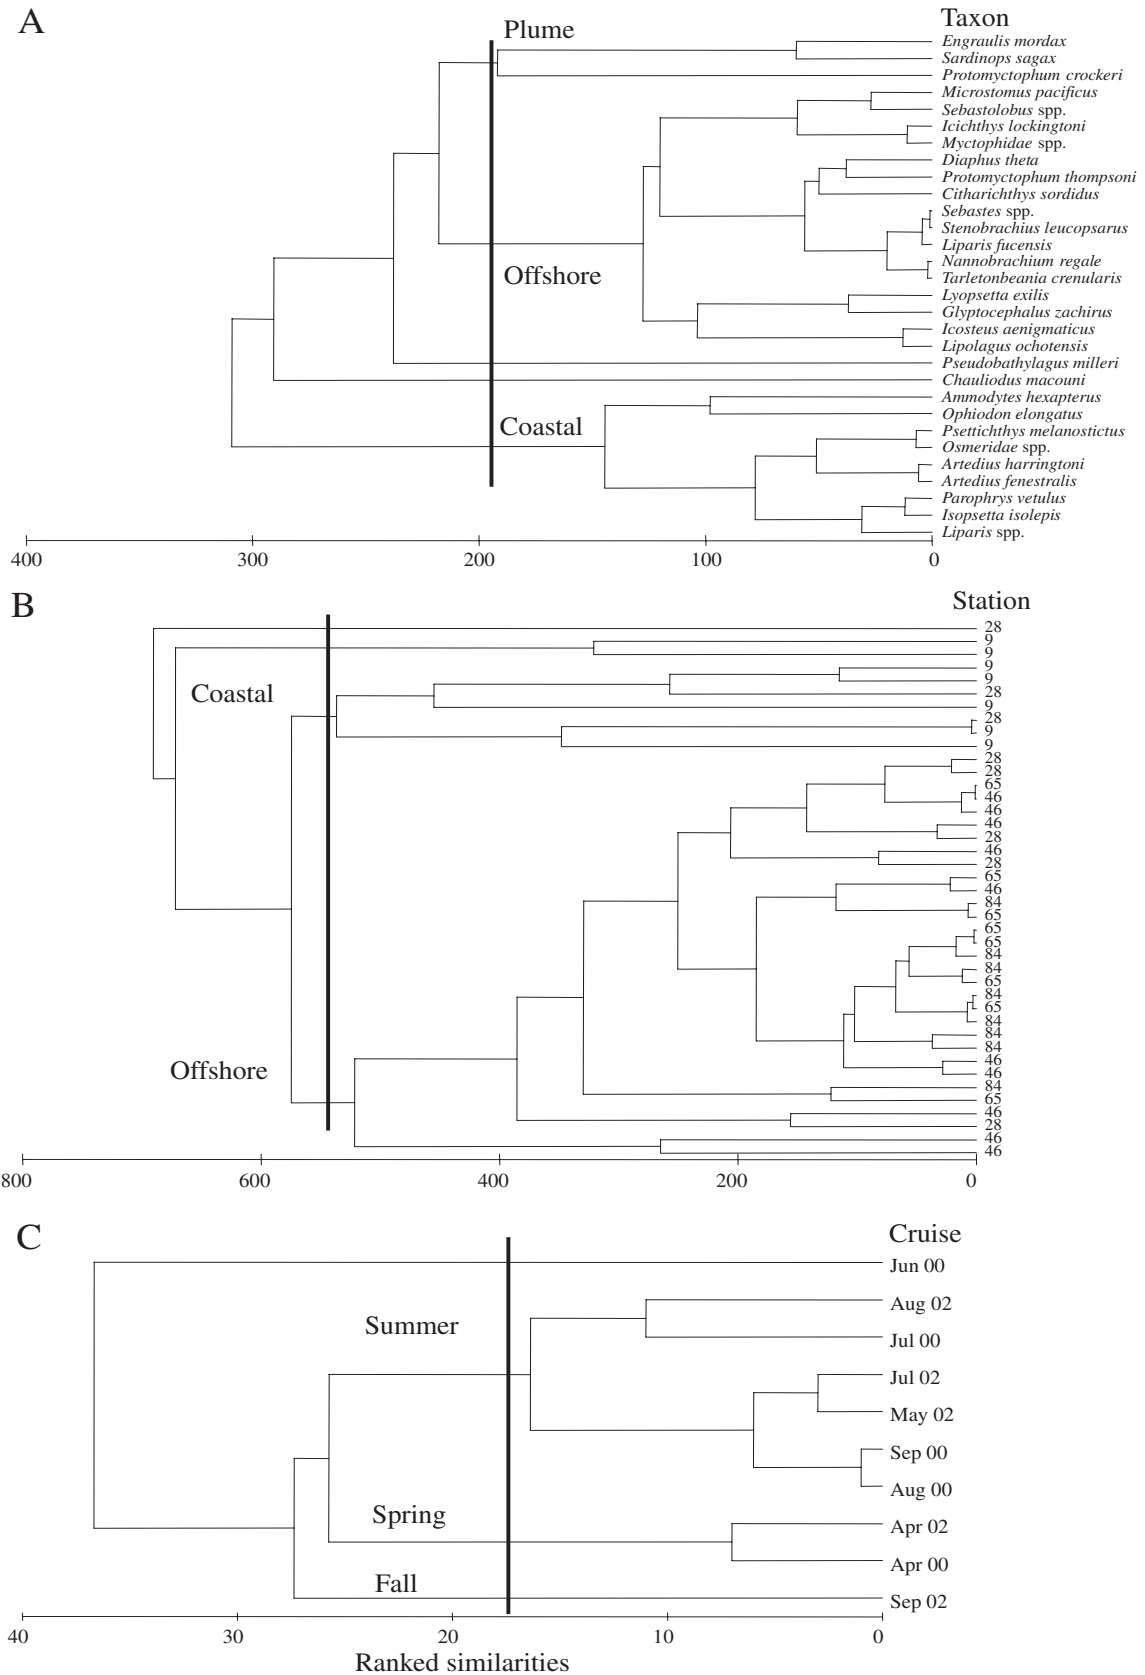 A
Plume
Taxon
Engraulis mordax
Sardinops sagax
Protomyctophum crockeri
Microstomus pacificus
Sebastolobus spp.
Icichthys lockingtoni
Myctophidae spp.
Diaphus theta
Protomyctophum thompsoni
Citharichthys sordidus
Sebastes spp.
Stenobrachius leucopsarus
Liparis fucensis
Nannobrachium regale
Tarletonbeania crenularis
Offshore
Lyopsetta exilis
Glyptocephalus zachirus
Icosteus aenigmaticus
Lipolagus ochotensis
Pseudobathylagus milleri
Chauliodus macouni
Ammodytes hexapterus
Ophiodon elongatus
Coastal
Psettichthys melanostictus
Osmeridae spp.
Artedius harringtoni
Artedius fenestralis
Parophrys vetulus
Isopsetta isolepis
Liparis spp.
400 300 200 100 0
B
Station
28
9
9
9
9
Coastal
28
9
28
9
9
28
28
65
46
46
46
28
46
28
65
46
84
65
65
65
84
84
65
84
65
84
84
84
46
46
Offshore
84
65
46
28
46
46
800 600 400 200 0
C
Cruise
Jun 00
Aug 02
Summer
Jul 00
Jul 02
May 02
Sep 00
Aug 00
Spring
Apr 02
Apr 00
Fall
Sep 02
40 30 20 10 0
Ranked similarities